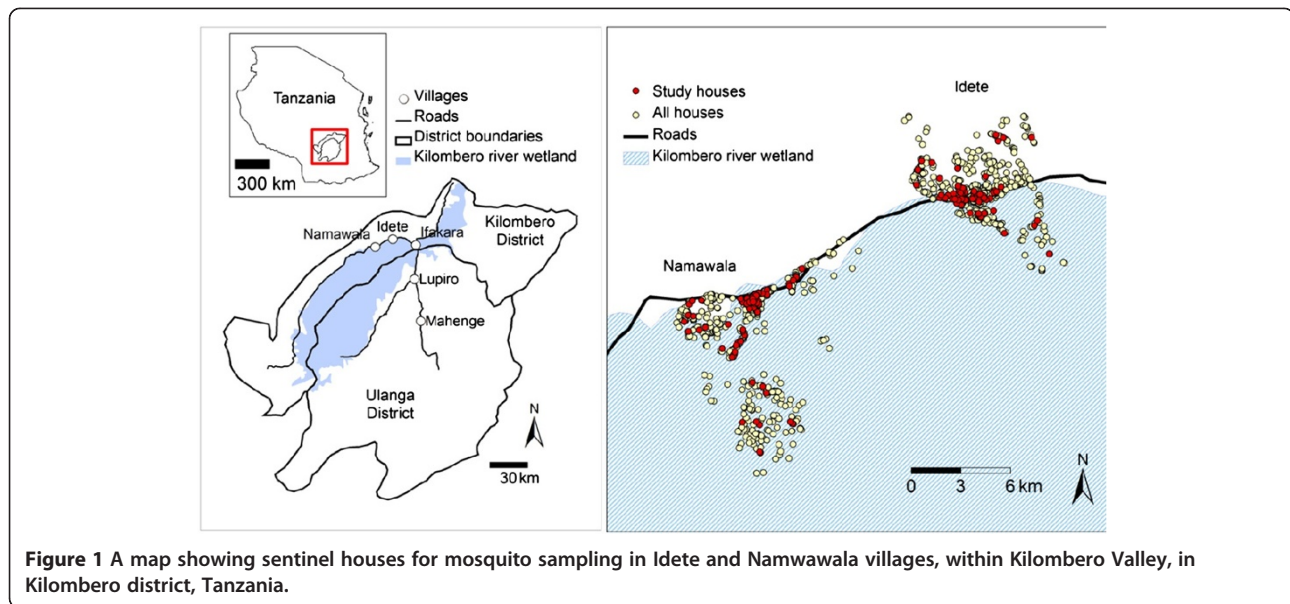 Tanzania
300 km
Villages
Roads
District boundaries
Kilombero river wetland
Kilombero
District
Namawala
Idete
Ifakara
Lupiro
Mahenge
Ulanga
District
N
30 km
Study houses
All houses
Roads
Kilombero river wetland
Idete
Namawala
N
0 3 6 km
Figure 1 A map showing sentinel houses for mosquito sampling in Idete and Namwawala villages, within Kilombero Valley, in
Kilombero district, Tanzania.